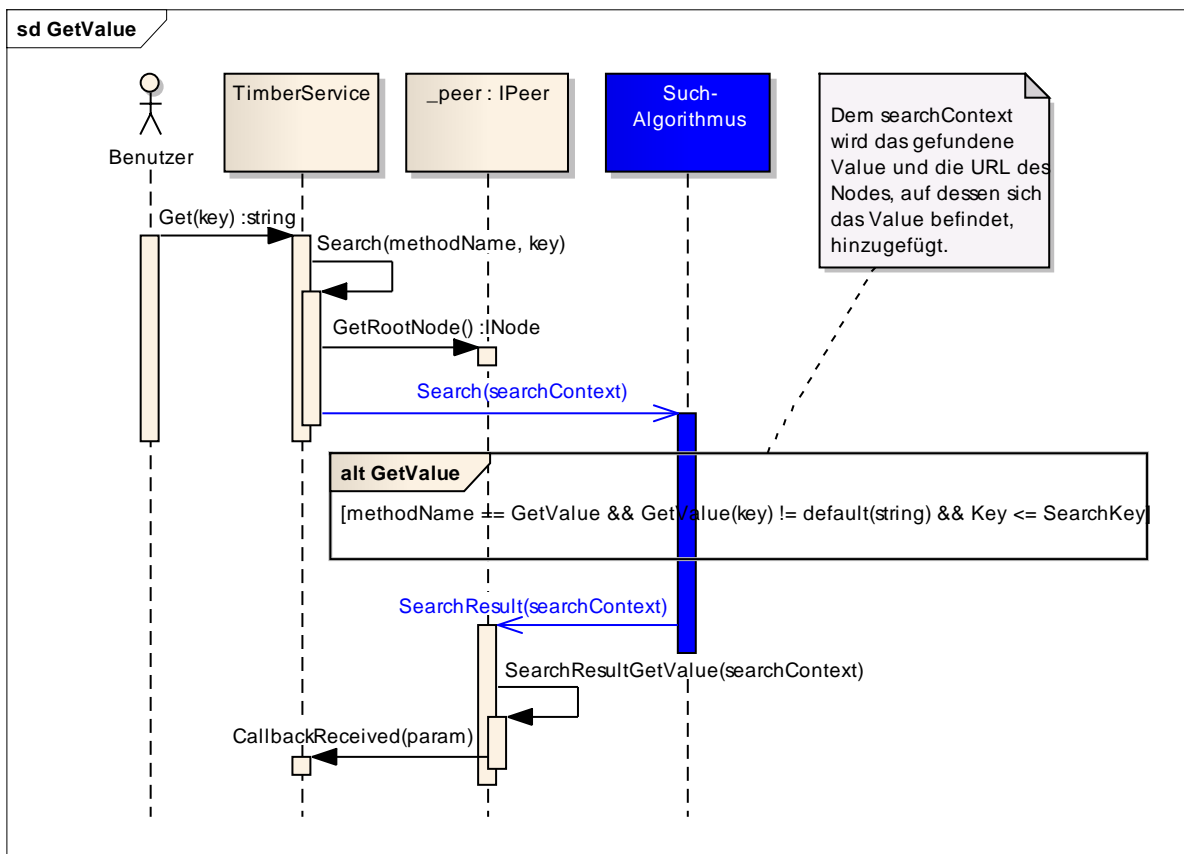 sd GetValue
TimberService
_peer : IPeer
Such-
Algorithmus
Dem searchContext
wird das gefundene
Value und die URL des
Nodes, auf dessen sich
das Value befindet,
hinzugefügt.
Benutzer
Get(key) :string
Search(methodName, key)
GetRootNode() :INode
Search(searchContext)
alt GetValue
[methodName == GetValue && GetValue(key) != default(string) && Key <= SearchKey]
SearchResult(searchContext)
SearchResultGetValue(searchContext)
CallbackReceived(param)